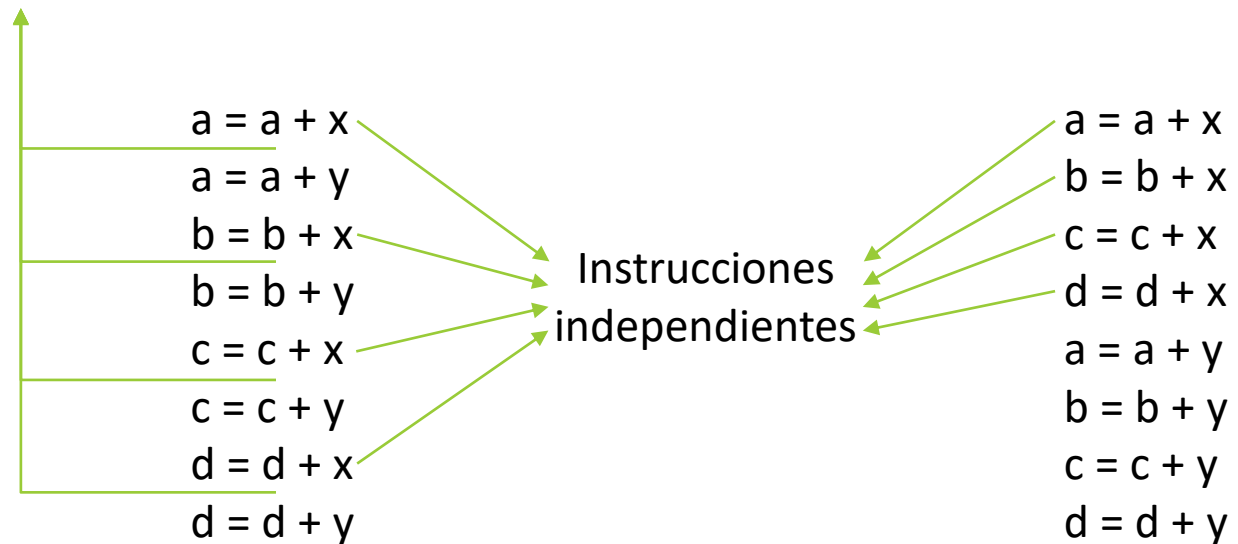 a = a + x
a = a + y
b = b + x
b = b + y
c = c + x
c = c + y
d = d + x
d = d + y
Instrucciones
independientes
a = a + x
b = b + x
c = c + x
d = d + x
a = a + y
b = b + y
c = c + y
d = d + y